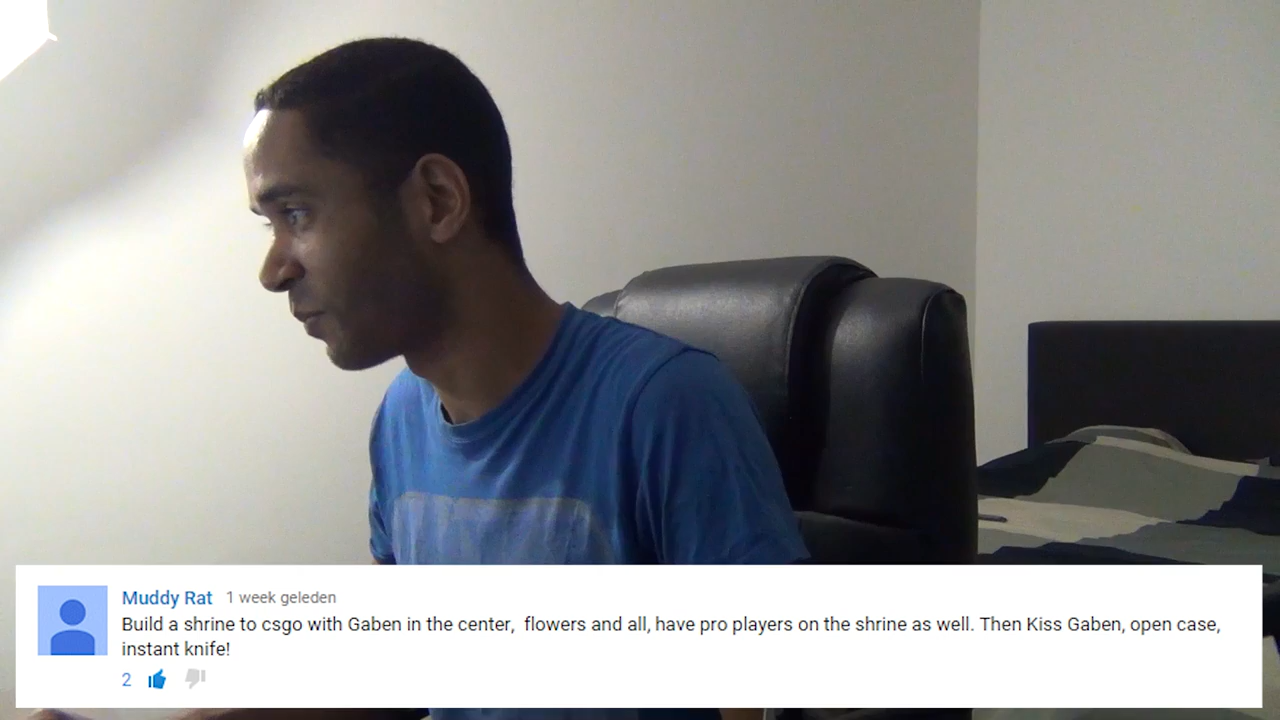 Muddy Rat 1 week geleden
Build a shrine to csgo with Gaben in the center,  flowers and all, have pro players on the shrine as well. Then Kiss Gaben, open case,
instant knife!
2